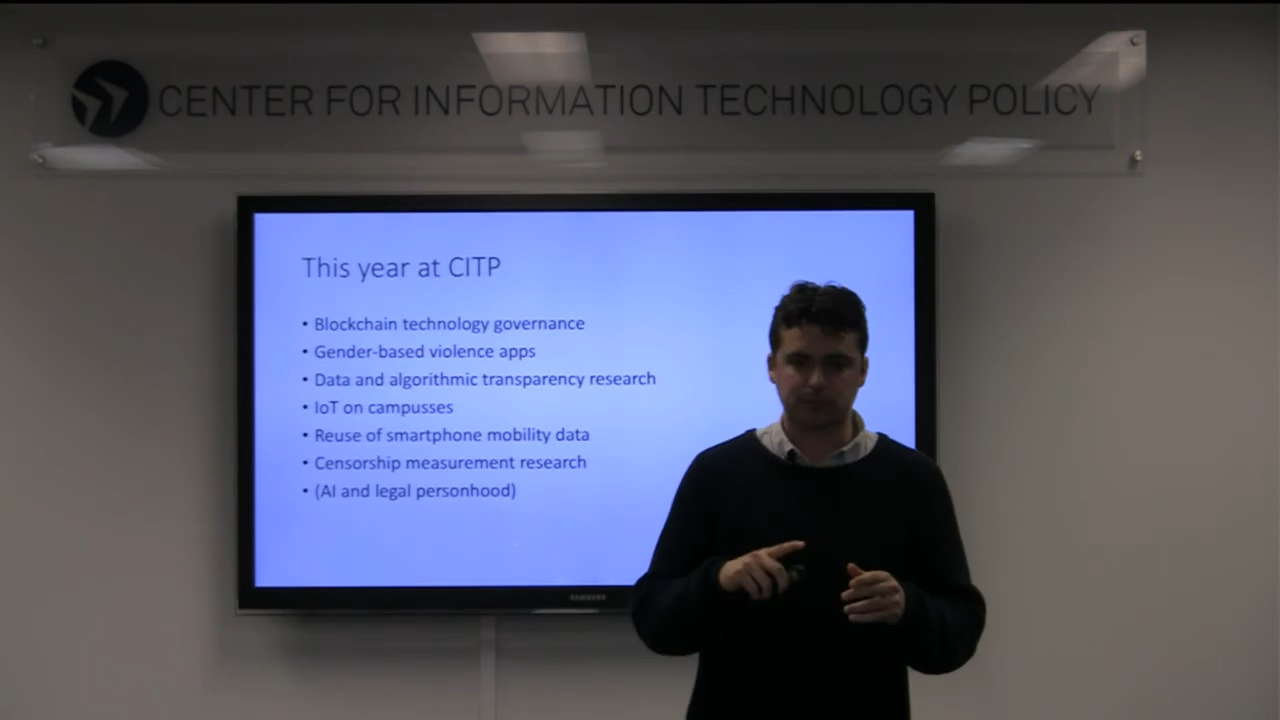 CENTER FOR INFORMATION TECHNOLOGY POLICY
This year at CITP
• Blockchain technology governance
• Gender-based violence apps
• Data and algorithmic transparency research
• IoT on campusses
• Reuse of smartphone mobility data
• Censorship measurement research
• (AI and legal personhood)
SAMSUNG